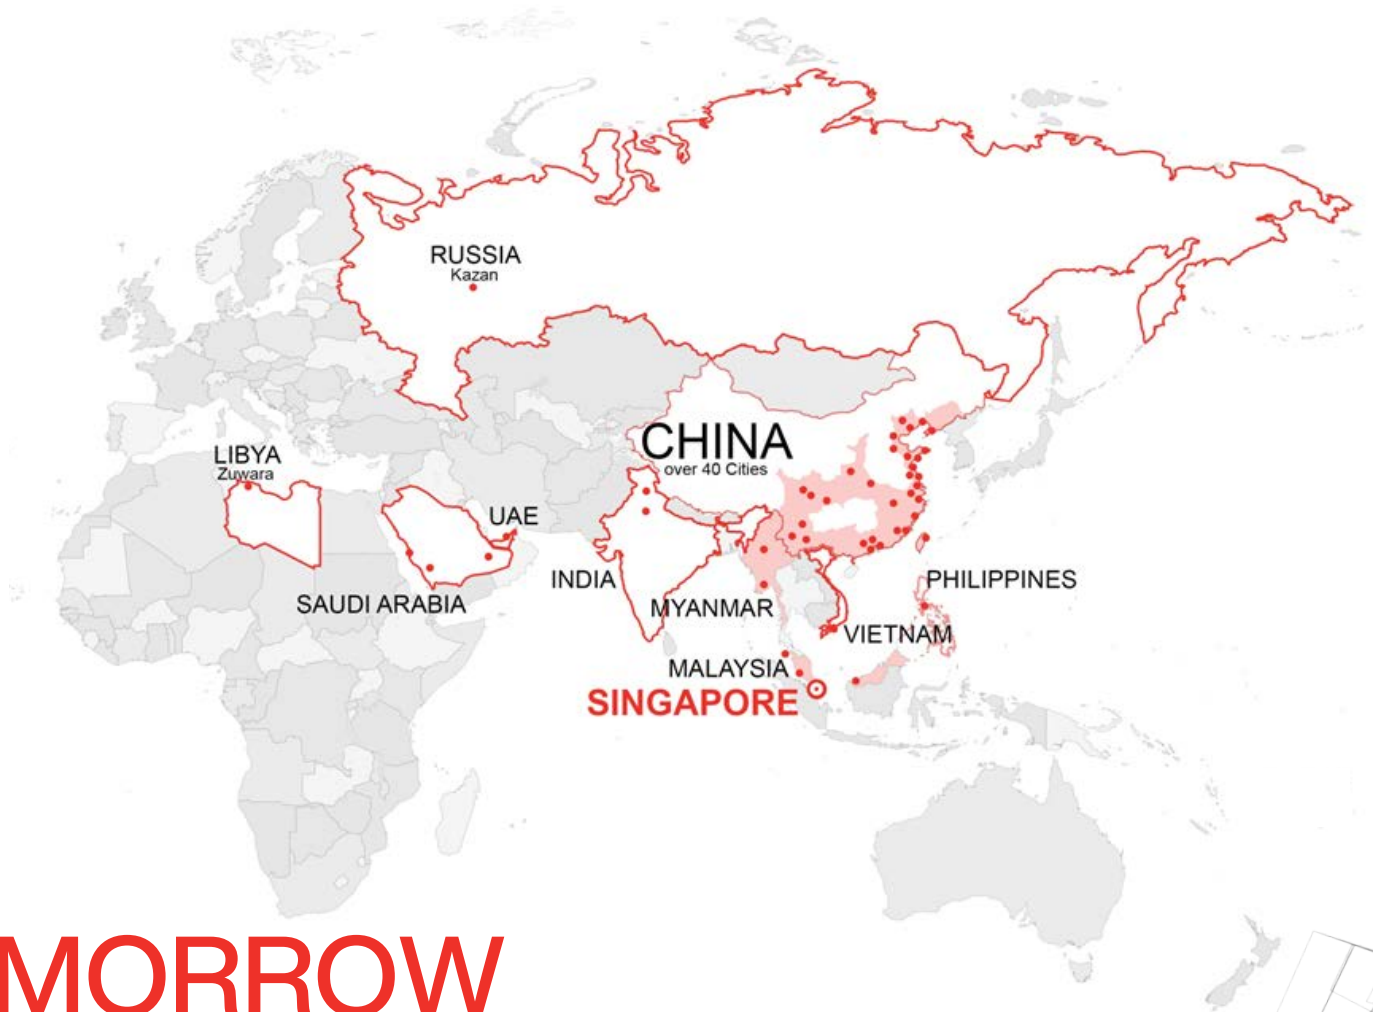 RUSSIA
Kazan
CHINA
over 40 Cities
LIBYA
Zuwara
UAE
INDIA
PHILIPPINES
SAUDI ARABIA
MYANMAR
VIETNAM
MALAYSIA
SINGAPORE
MORROW